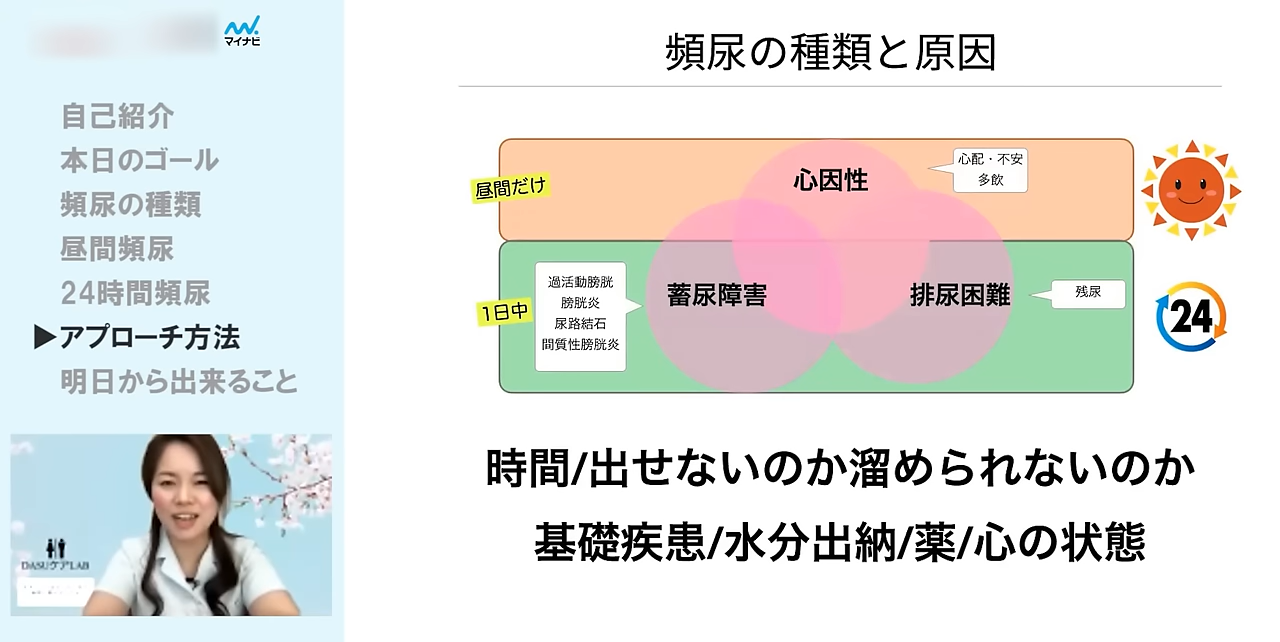 マイナビ
自己紹介
本日のゴール
頻尿の種類
昼間頻尿
24時間頻尿
▶アプローチ方法
明日から出来ること
DASUケアLAB
頻尿の種類と原因
昼間だけ
心因性
心配・不安
多飲
1日中
過活動膀胱
膀胱炎
尿路結石
間質性膀胱炎
蓄尿障害
排尿困難
残尿
24
時間/出せないのか溜められないのか
基礎疾患/水分出納/薬/心の状態